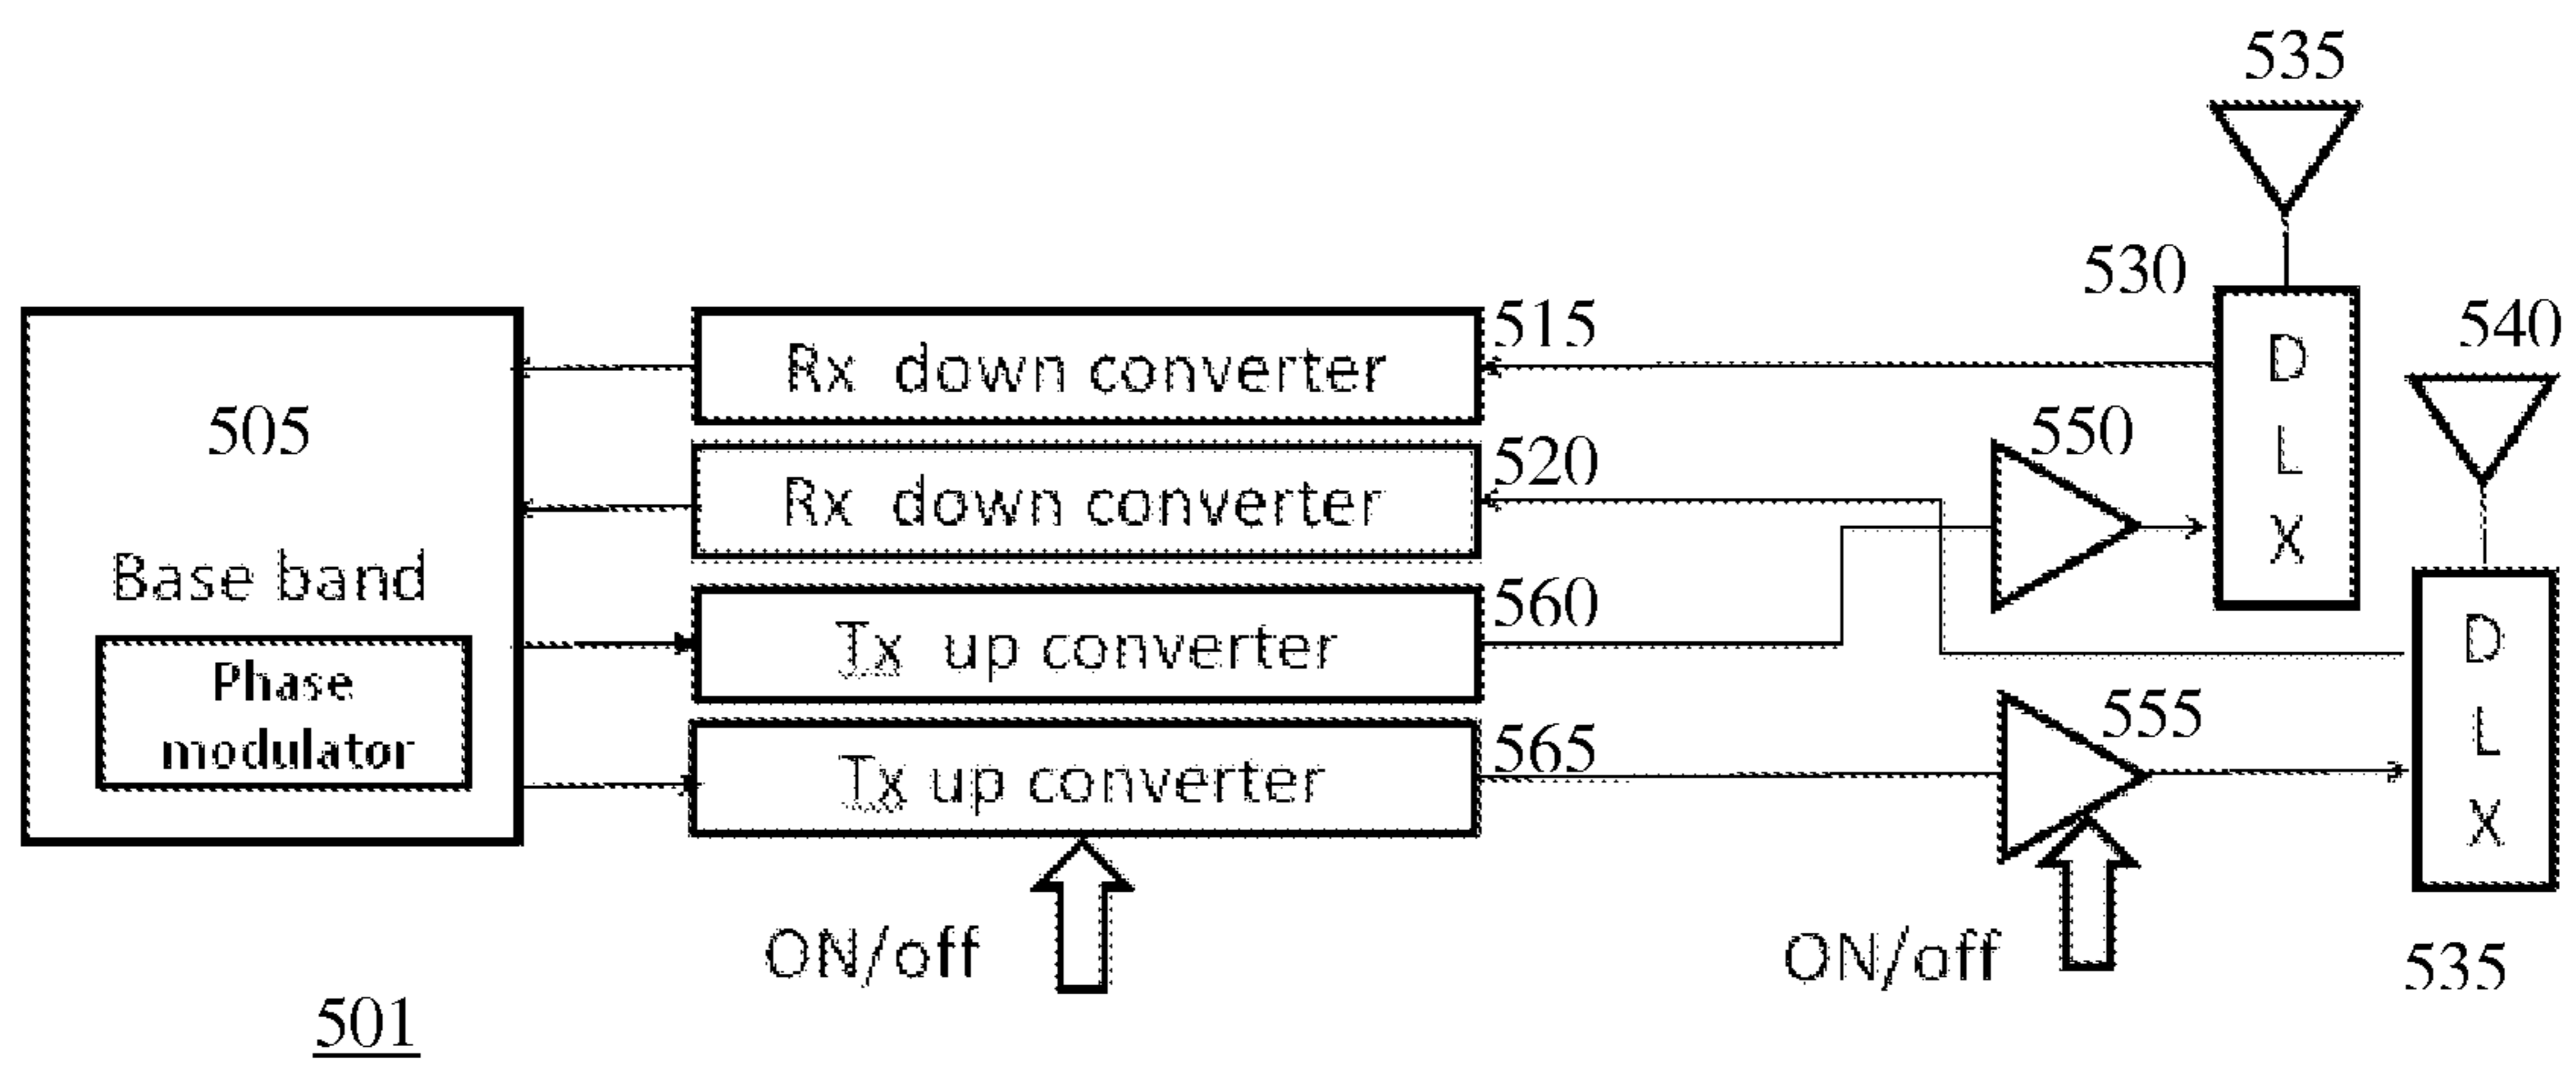 535
530
540
515
Rx down converter
D
L
X
505
550
520
Rx down converter
Base band
560
Tx up converter
D
L
X
Phase
modulator
555
565
Tx up converter
ON/off
ON/off
535
501